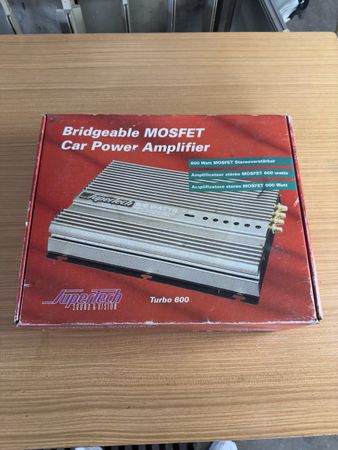 Bridgeable MOSFET
Car Power Amplifier
600 Watt MOSFET Stereoverstärker
Amplificateur stéréo MOSFET 600 watts
Amplificatore stereo MOSFET 600 Watt
SuperTech
Turbo 600
SuperTech
SOUND & VISION